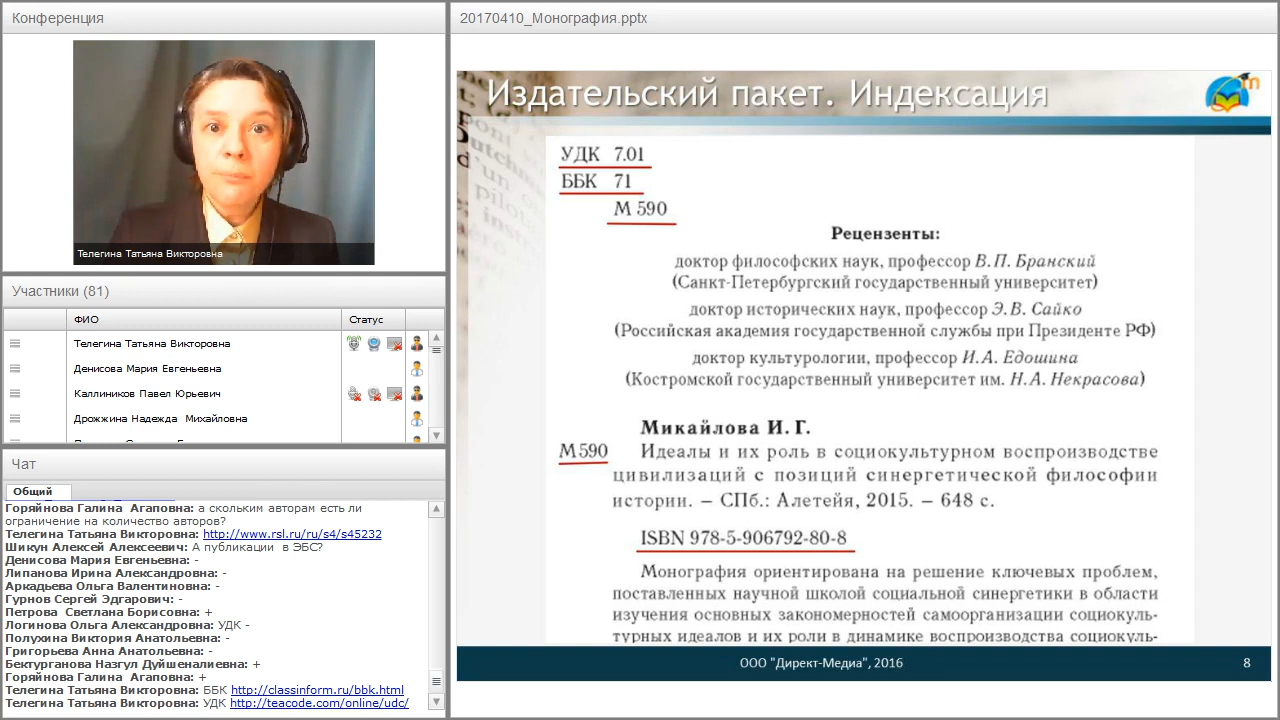 Конференция
Телегина Татьяна Викторовна
Участники (81)
ФИО Статус
Телегина Татьяна Викторовна
Денисова Мария Евгеньевна
Каллиников Павел Юрьевич
Дрожжина Надежда Михайловна
Чат
Общий
Горяйнова Галина Агаповна: а скольким авторам есть ли
ограничение на количество авторов?
Телегина Татьяна Викторовна: http://www.rsl.ru/ru/s4/s45232
Шикун Алексей Алексеевич: А публикации в ЭБС?
Денисова Мария Евгеньевна: -
Липанова Ирина Александровна: -
Аркадьева Ольга Валентиновна: -
Гурнов Сергей Эдгарович: -
Петрова Светлана Борисовна: +
Логинова Ольга Александровна: УДК -
Полухина Виктория Анатольевна: -
Григорьева Анна Анатольевна: -
Бектурганова Назгул Дуйшеналиевна: +
Горяйнова Галина Агаповна: +
Телегина Татьяна Викторовна: ББК http://classinform.ru/bbk.html
Телегина Татьяна Викторовна: УДК http://teacode.com/online/udc/
20170410_Монография.pptx
Издательский пакет. Индексация
УДК 7.01
ББК 71
М 590
Рецензенты:
доктор философских наук, профессор В. П. Бранский
(Санкт-Петербургский государственный университет)
доктор исторических наук, профессор Э. В. Сайко
(Российская академия государственной службы при Президенте РФ)
доктор культурологии, профессор И. А. Едошина
(Костромской государственный университет им. Н. А. Некрасова)
Микайлова И. Г.
М 590 Идеалы и их роль в социокультурном воспроизводстве
цивилизаций с позиций синергетической философии
истории. – СПб.: Алетейя, 2015. – 648 с.
ISBN 978-5-906792-80-8
Монография ориентирована на решение ключевых проблем,
поставленных научной школой социальной синергетики в области
изучения основных закономерностей самоорганизации социокуль-
турных идеалов и их роли в динамике воспроизводства социокуль-
ООО "Директ-Медиа", 2016
8